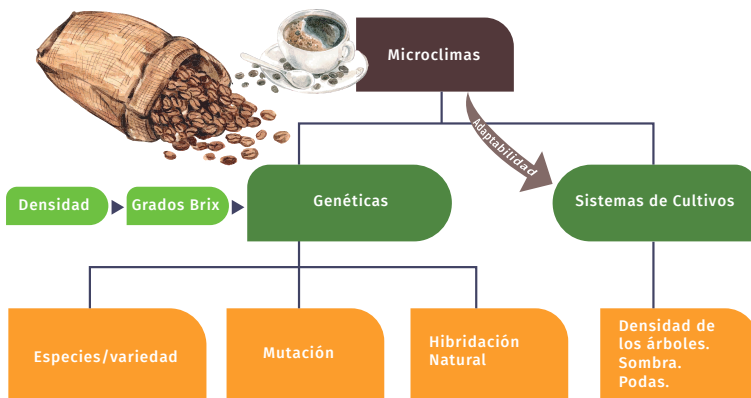 Microclimas
Adaptabilidad
Densidad
Grados Brix
Genéticas
Sistemas de Cultivos
Especies/variedad
Mutación
Hibridación
Natural
Densidad de
los árboles.
Sombra.
Podas.